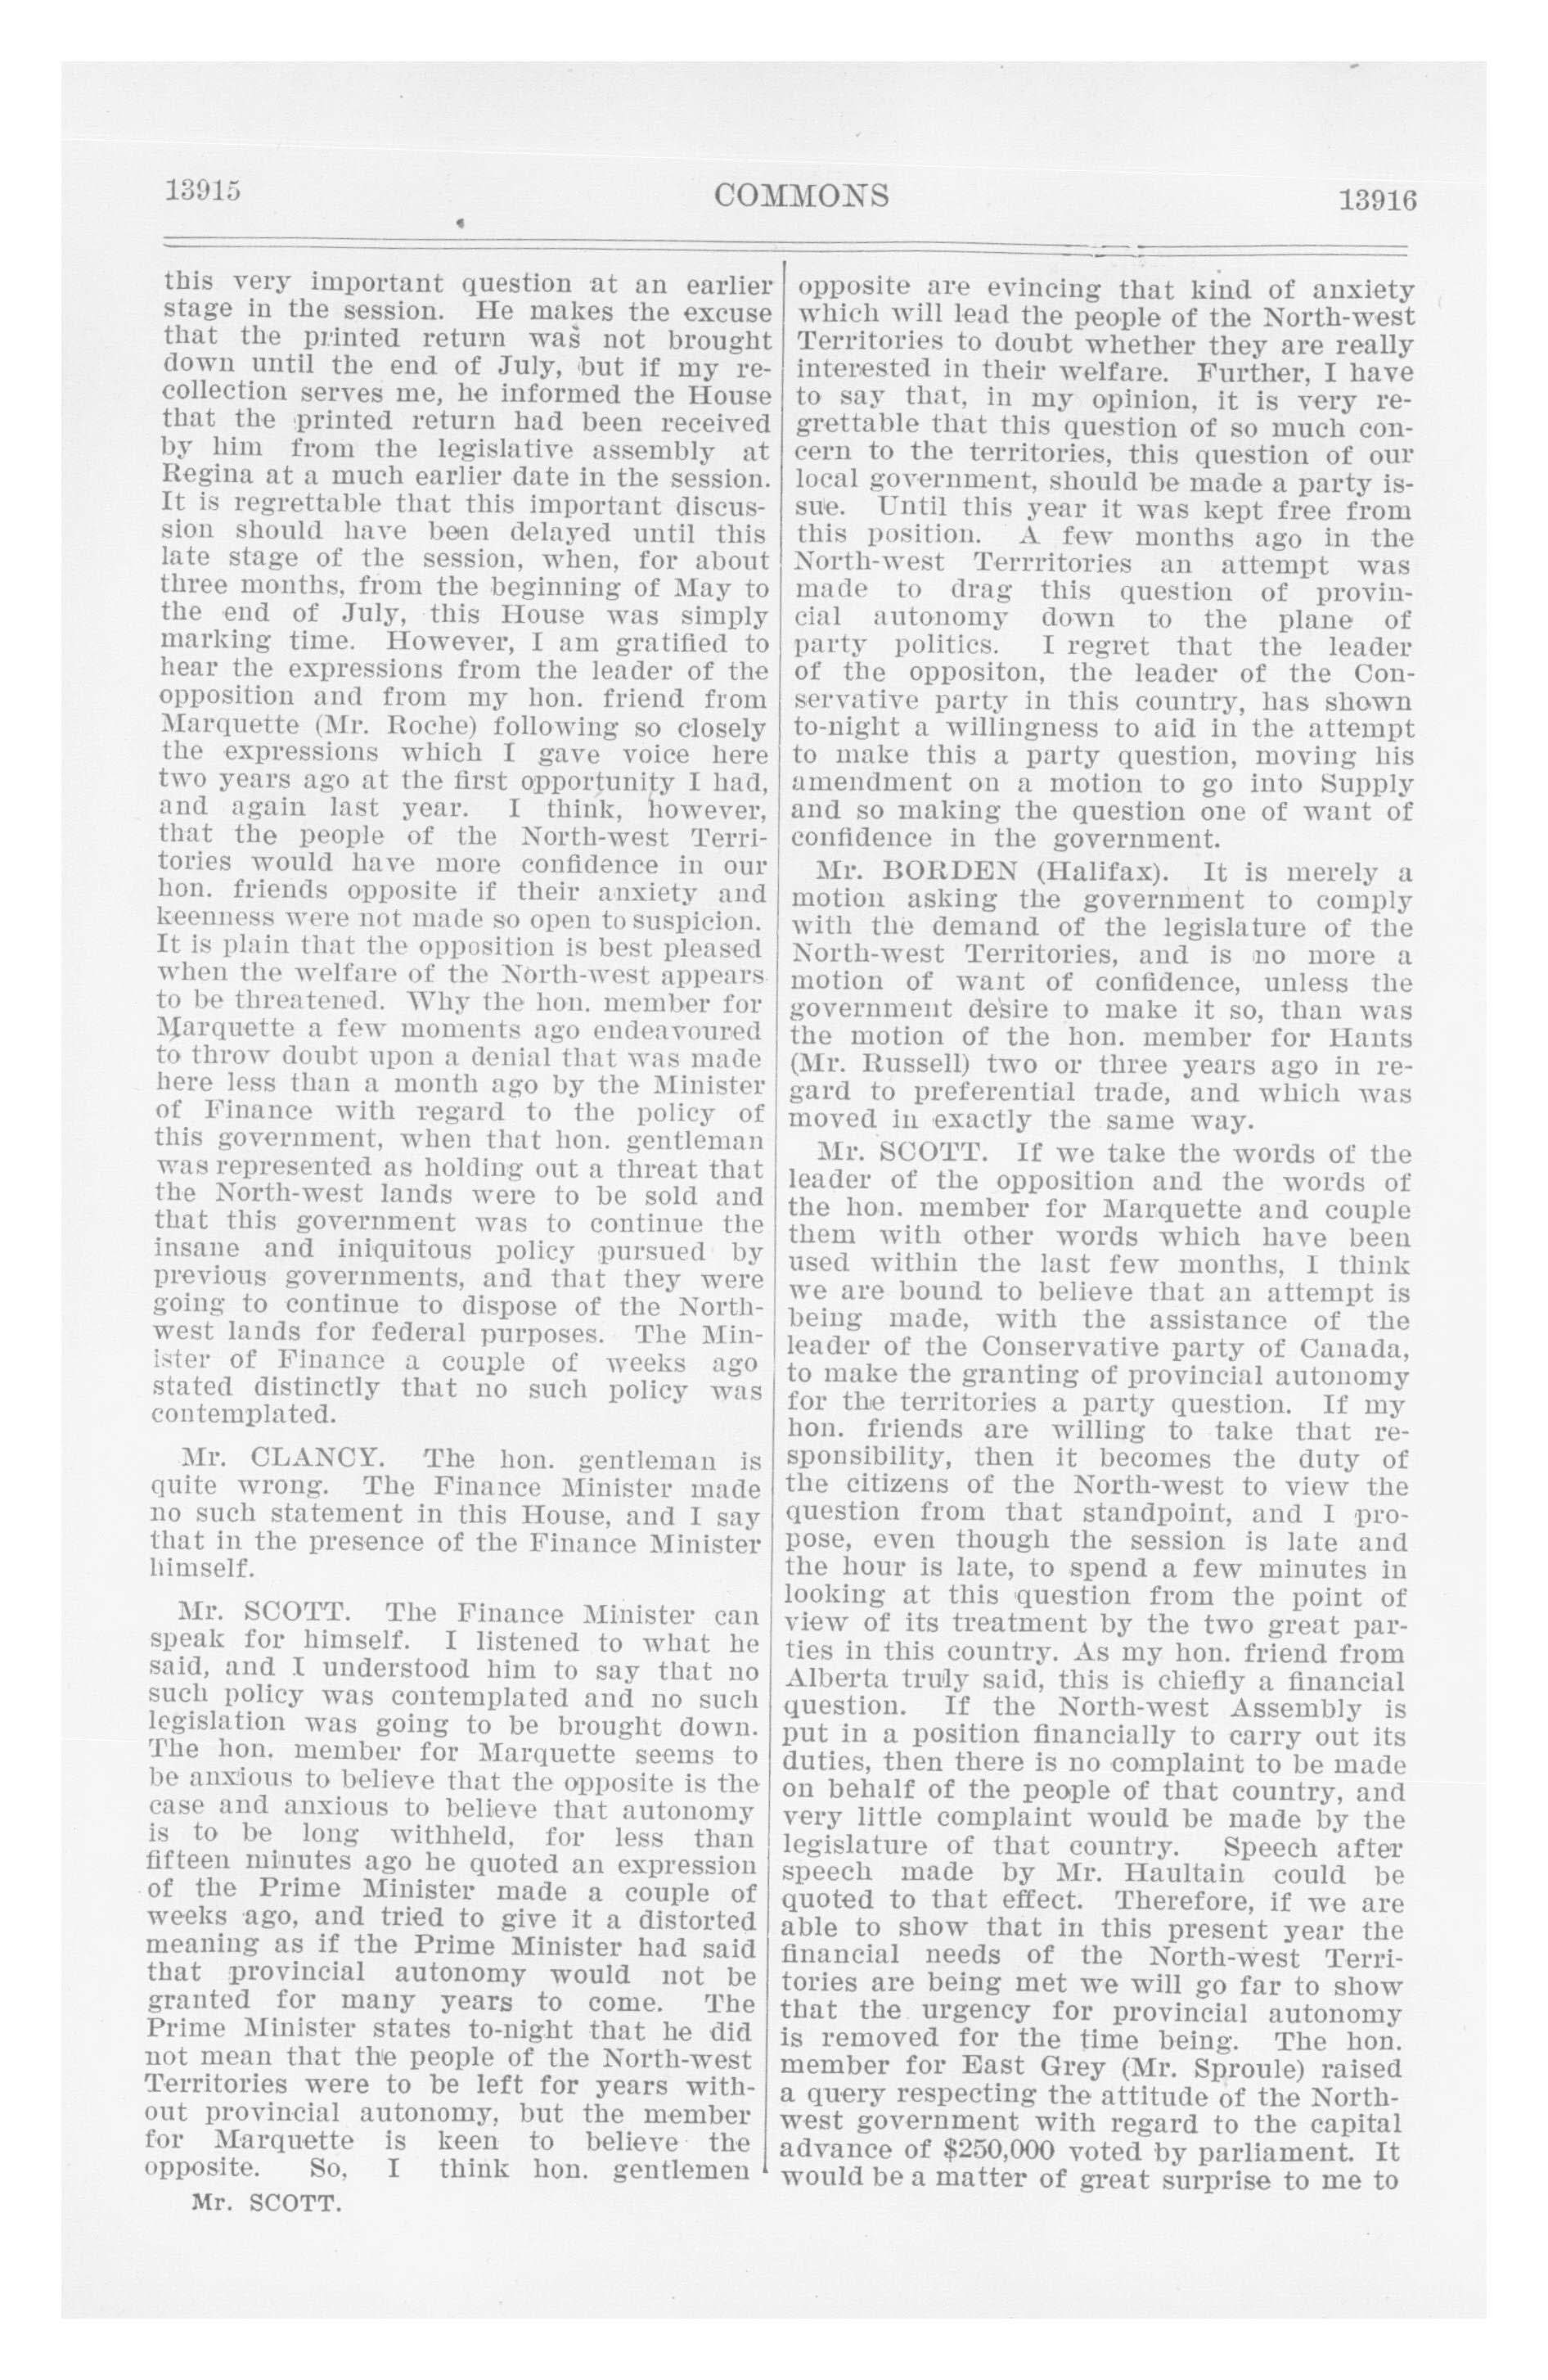 13915
COMMONS
13916
this very important question at an earlier
stage in the session. He makes the excuse
that the printed return was not brought
down until the end of July, but if my re-
collection serves me, he informed the House
that the printed return had been received
by him from the legislative assembly at
Regina at a much earlier date in the session.
It is regrettable that this important discus-
sion should have been delayed until this
late stage of the session, when, for about
three months, from the beginning of May to
the end of July, this House was simply
marking time. However, I am gratified to
hear the expressions from the leader of the
opposition and from my hon. friend from
Marquette (Mr. Roche) following so closely
the expressions which I gave voice here
two years ago at the first opportunity I had,
and again last year. I think, however,
that the people of the North-west Terri-
tories would have more confidence in our
hon. friends opposite if their anxiety and
keenness were not made so open to suspicion.
It is plain that the opposition is best pleased
when the welfare of the North-west appears
to be threatened. Why the hon. member for
Marquette a few moments ago endeavoured
to throw doubt upon a denial that was made
here less than a month ago by the Minister
of Finance with regard to the policy of
this government, when that hon. gentleman
was represented as holding out a threat that
the North-west lands were to be sold and
that this government was to continue the
insane and iniquitous policy pursued by
previous governments, and that they were
going to continue to dispose of the North-
west lands for federal purposes. The Min-
ister of Finance a couple of weeks ago
stated distinctly that no such policy was
contemplated.
Mr. CLANCY. The hon. gentleman is
quite wrong. The Finance Minister made
no such statement in this House, and I say
that in the presence of the Finance Minister
himself.
Mr. SCOTT. The Finance Minister can
speak for himself. I listened to what he
said, and I understood him to say that no
such policy was contemplated and no such
legislation was going to be brought down.
The hon. member for Marquette seems to
be anxious to believe that the opposite is the
case and anxious to believe that autonomy
is to be long withheld, for less than
fifteen minutes ago he quoted an expression
of the Prime Minister made a couple of
weeks ago, and tried to give it a distorted
meaning as if the Prime Minister had said
that provincial autonomy would not be
granted for many years to come. The
Prime Minister states to-night that he did
not mean that the people of the North-west
Territories were to be left for years with-
out provincial autonomy, but the member
for Marquette is keen to believe the
opposite. So, I think hon. gentlemen
Mr. SCOTT.
opposite are evincing that kind of anxiety
which will lead the people of the North-west
Territories to doubt whether they are really
interested in their welfare. Further, I have
to say that, in my opinion, it is very re-
grettable that this question of so much con-
cern to the territories, this question of our
local government, should be made a party is-
sue. Until this year it was kept free from
this position. A few months ago in the
North-west Terrritories an attempt was
made to drag this question of provin-
cial autonomy down to the plane of
party politics. I regret that the leader
of the oppositon, the leader of the Con-
servative party in this country, has shown
to-night a willingness to aid in the attempt
to make this a party question, moving his
amendment on a motion to go into Supply
and so making the question one of want of
confidence in the government.
Mr. BORDEN (Halifax). It is merely a
motion asking the government to comply
with the demand of the legislature of the
North-west Territories, and is no more a
motion of want of confidence, unless the
government desire to make it so, than was
the motion of the hon. member for Hants
(Mr. Russell) two or three years ago in re-
gard to preferential trade, and which was
moved in exactly the same way.
Mr. SCOTT. If we take the words of the
leader of the opposition and the words of
the hon. member for Marquette and couple
them with other words which have been
used within the last few months, I think
we are bound to believe that an attempt is
being made, with the assistance of the
leader of the Conservative party of Canada,
to make the granting of provincial autonomy
for the territories a party question. If my
hon. friends are willing to take that re-
sponsibility, then it becomes the duty of
the citizens of the North-west to view the
question from that standpoint, and I pro-
pose, even though the session is late and
the hour is late, to spend a few minutes in
looking at this question from the point of
view of its treatment by the two great par-
ties in this country. As my hon. friend from
Alberta truly said, this is chiefly a financial
question. If the North-west Assembly is
put in a position financially to carry out its
duties, then there is no complaint to be made
on behalf of the people of that country, and
very little complaint would be made by the
legislature of that country. Speech after
speech made by Mr. Haultain could be
quoted to that effect. Therefore, if we are
able to show that in this present year the
financial needs of the North-west Terri-
tories are being met we will go far to show
that the urgency for provincial autonomy
is removed for the time being. The hon.
member for East Grey (Mr. Sproule) raised
a query respecting the attitude of the North-
west government with regard to the capital
advance of $250,000 voted by parliament. It
would be a matter of great surprise to me to